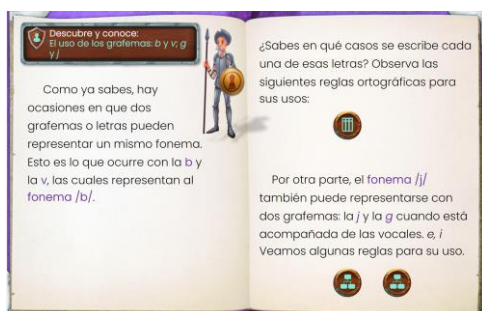 Descubre y conoce:
El uso de los grafemas: b y v; g
y j
Como ya sabes, hay
ocasiones en que dos
grafemas o letras pueden
representar un mismo fonema.
Esto es lo que ocurre con la b y
la v, las cuales representan al
fonema /b/.
¿Sabes en qué casos se escribe cada
una de esas letras? Observa las
siguientes reglas ortográficas para
sus usos:
Por otra parte, el fonema /j/
también puede representarse con
dos grafemas: la j y la g cuando está
acompañada de las vocales. e, i
Veamos algunas reglas para su uso.